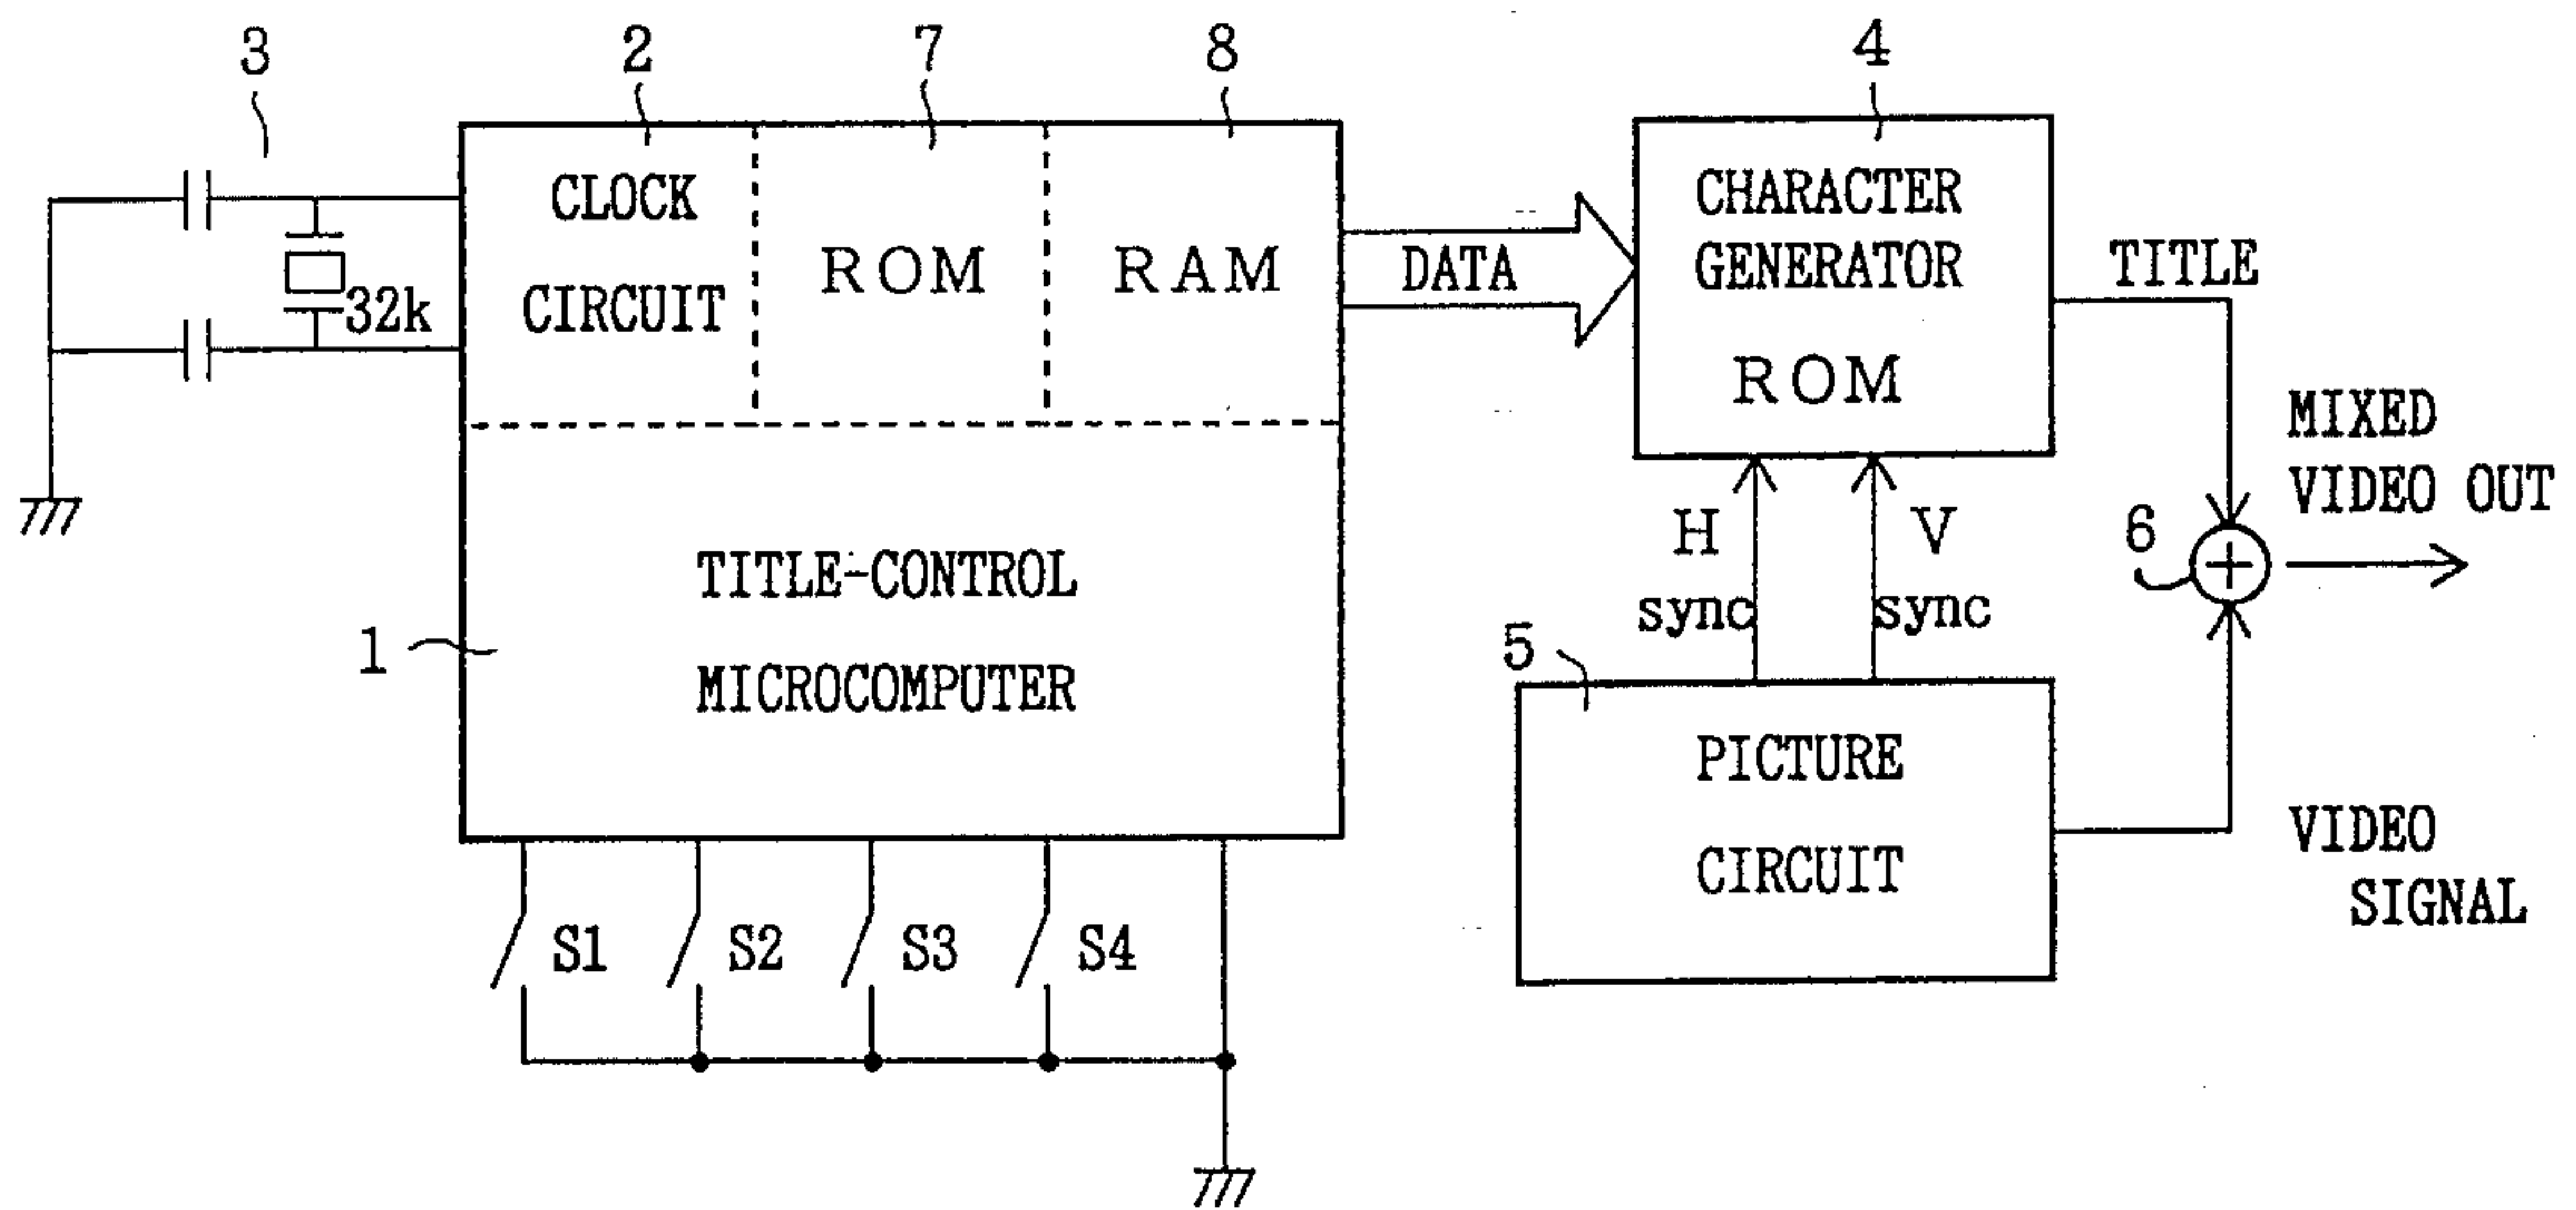 3
2
7
8
4
CLOCK
CIRCUIT
ROM
RAM
32k
DATA
CHARACTER
GENERATOR
ROM
TITLE
MIXED
VIDEO OUT
H
sync
V
sync
6
TITLE-CONTROL
MICROCOMPUTER
1
5
PICTURE
CIRCUIT
VIDEO
SIGNAL
S1
S2
S3
S4